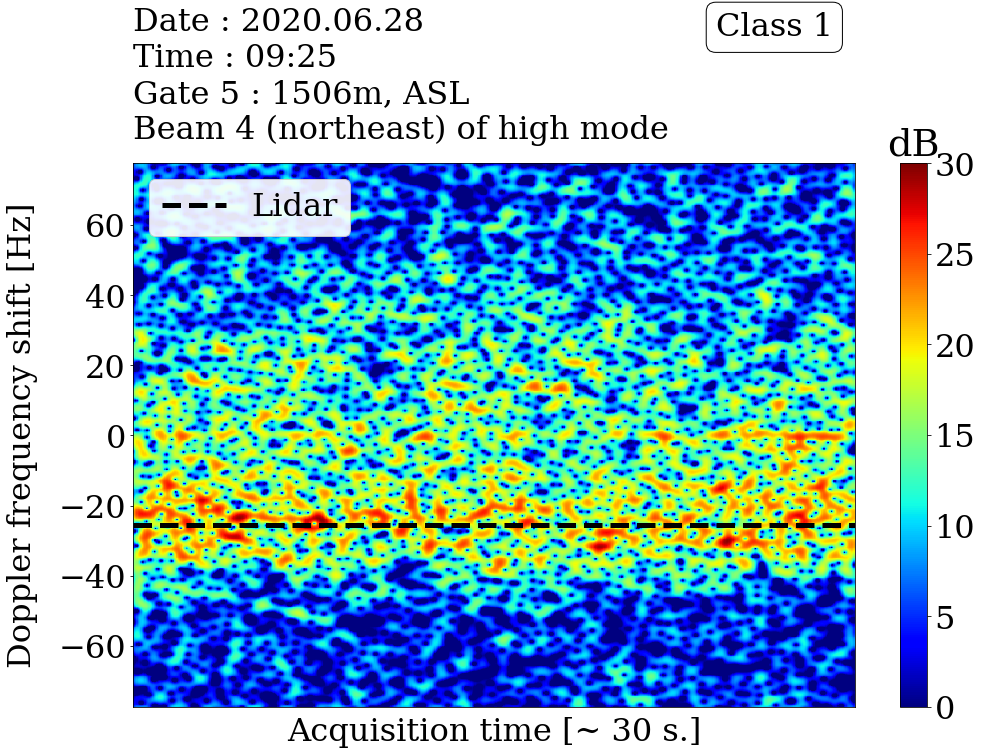 Date : 2020.06.28
Time : 09:25
Gate 5 : 1506m, ASL
Beam 4 (northeast) of high mode
Class 1
dB
Lidar
Doppler frequency shift [Hz]
60
40
20
0
−20
−40
−60
30
25
20
15
10
5
0
Acquisition time [~ 30 s.]